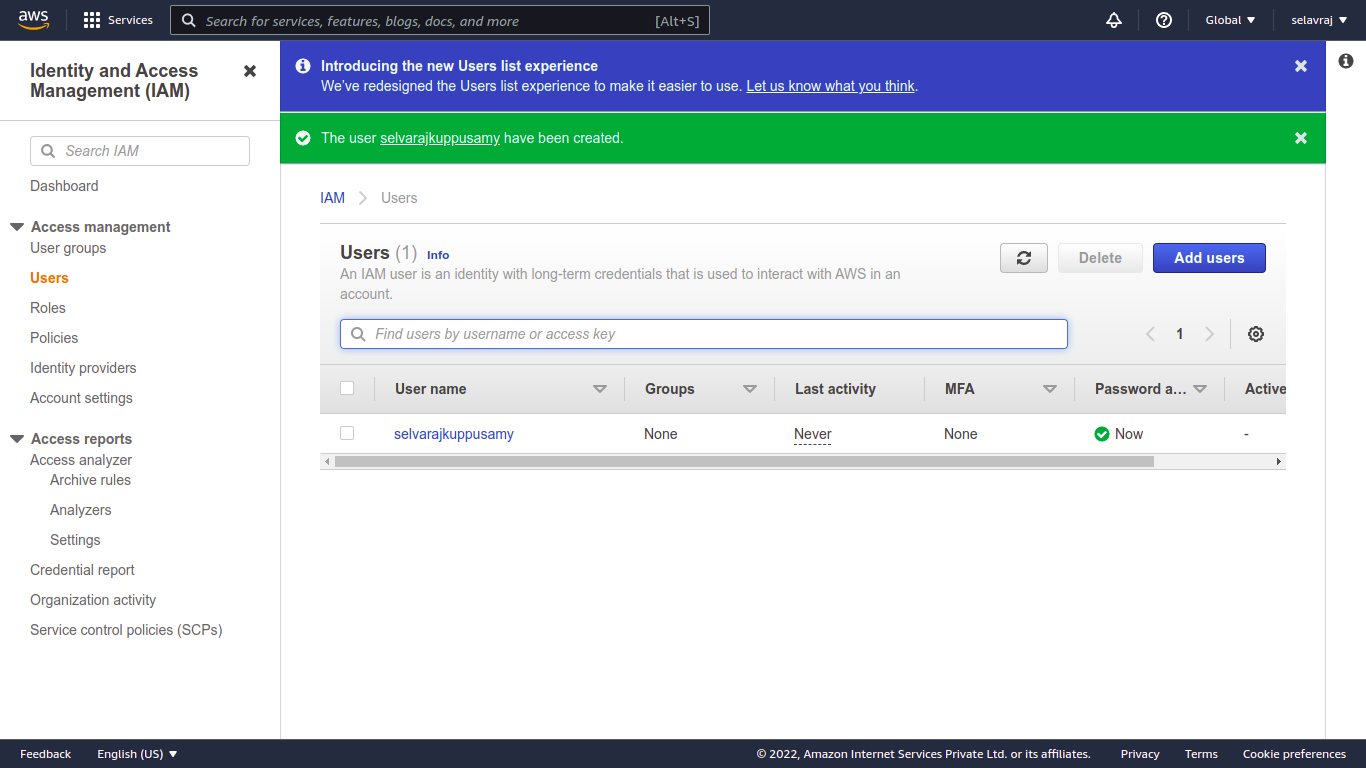 aws
Services
Search for services, features, blogs, docs, and more
[Alt+S]
Global
selavraj
Identity and Access
Management (IAM)
Search IAM
Dashboard
Access management
User groups
Users
Roles
Policies
Identity providers
Account settings
Access reports
Access analyzer
Archive rules
Analyzers
Settings
Credential report
Organization activity
Service control policies (SCPs)
Introducing the new Users list experience
We've redesigned the Users list experience to make it easier to use. Let us know what you think.
The user selvarajkuppusamy have been created.
IAM Users
Users (1) Info
An IAM user is an identity with long-term credentials that is used to interact with AWS in an
account.
Delete
Add users
Find users by username or access key
1
User name Groups Last activity MFA Password a... Active
selvarajkuppusamy None Never None Now -
Feedback English (US) © 2022, Amazon Internet Services Private Ltd. or its affiliates. Privacy Terms Cookie preferences